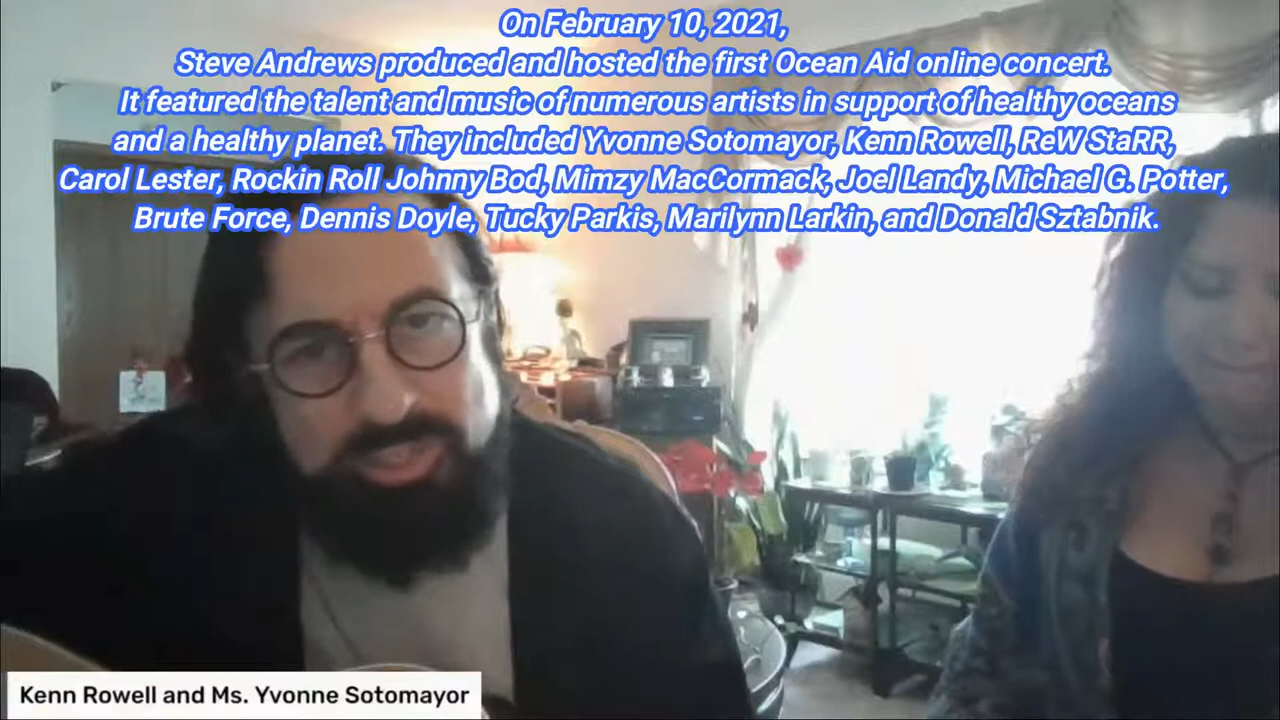 On February 10, 2021,
Steve Andrews produced and hosted the first Ocean Aid online concert.
It featured the talent and music of numerous artists in support of healthy oceans
and a healthy planet. They included Yvonne Sotomayor, Kenn Rowell, ReW StaRR,
Carol Lester, Rockin Roll Johnny Bod, Mimzy MacCormack, Joel Landy, Michael G. Potter,
Brute Force, Dennis Doyle, Tucky Parkis, Marilynn Larkin, and Donald Sztabnik.
Kenn Rowell and Ms. Yvonne Sotomayor